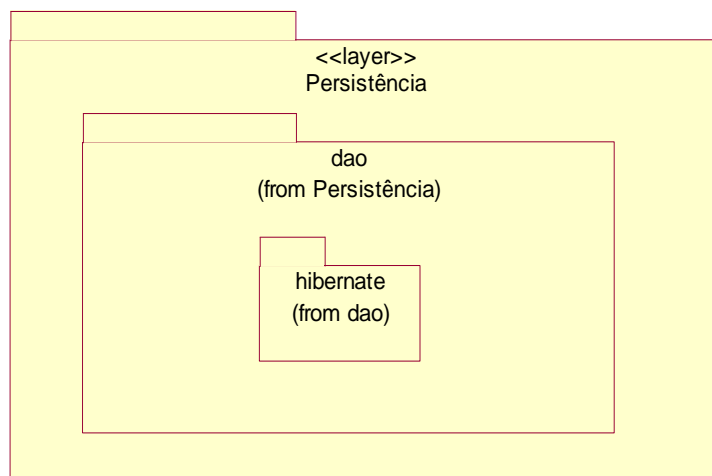 <<layer>>
Persistência
dao
(from Persistência)
hibernate
(from dao)